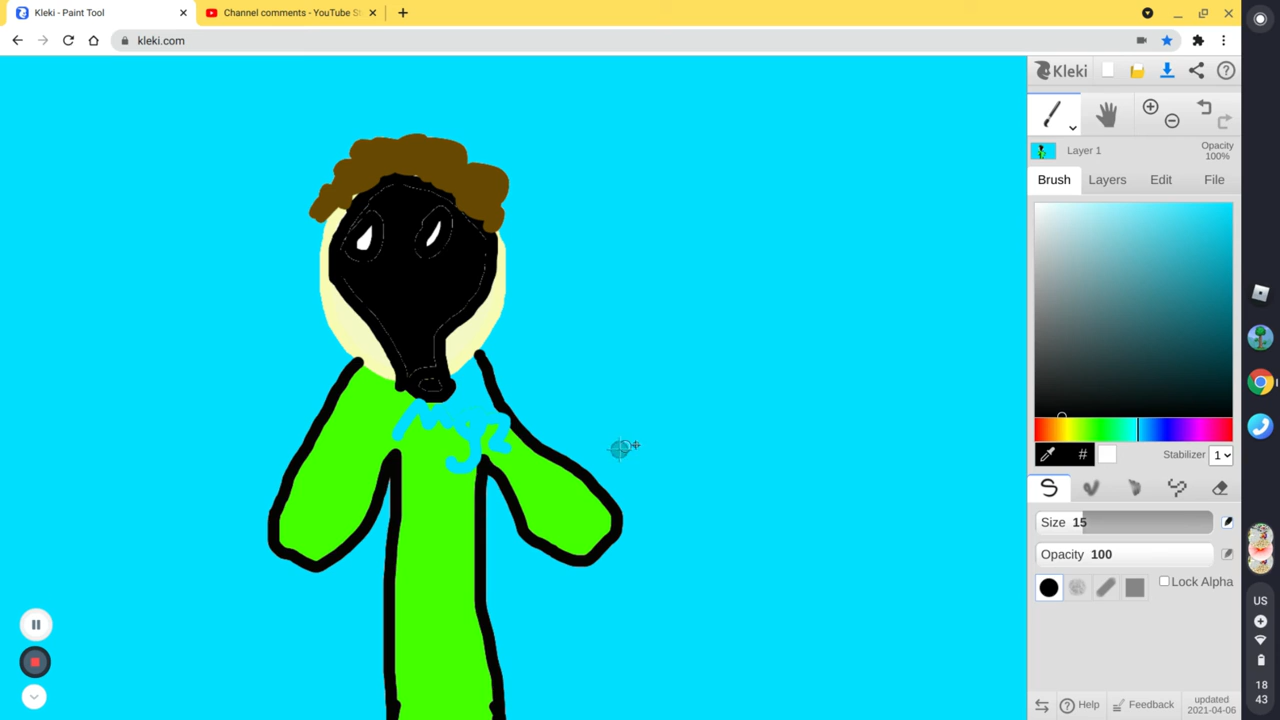 Kleki - Paint Tool
Channel comments - YouTube St
kleki.com
Kleki
?
Layer 1
Opacity
100%
Brush
Layers
Edit
File
#
Stabilizer
1
Size 15
Opacity 100
Lock Alpha
US
Help
Feedback
updated
2021-04-06
18
43